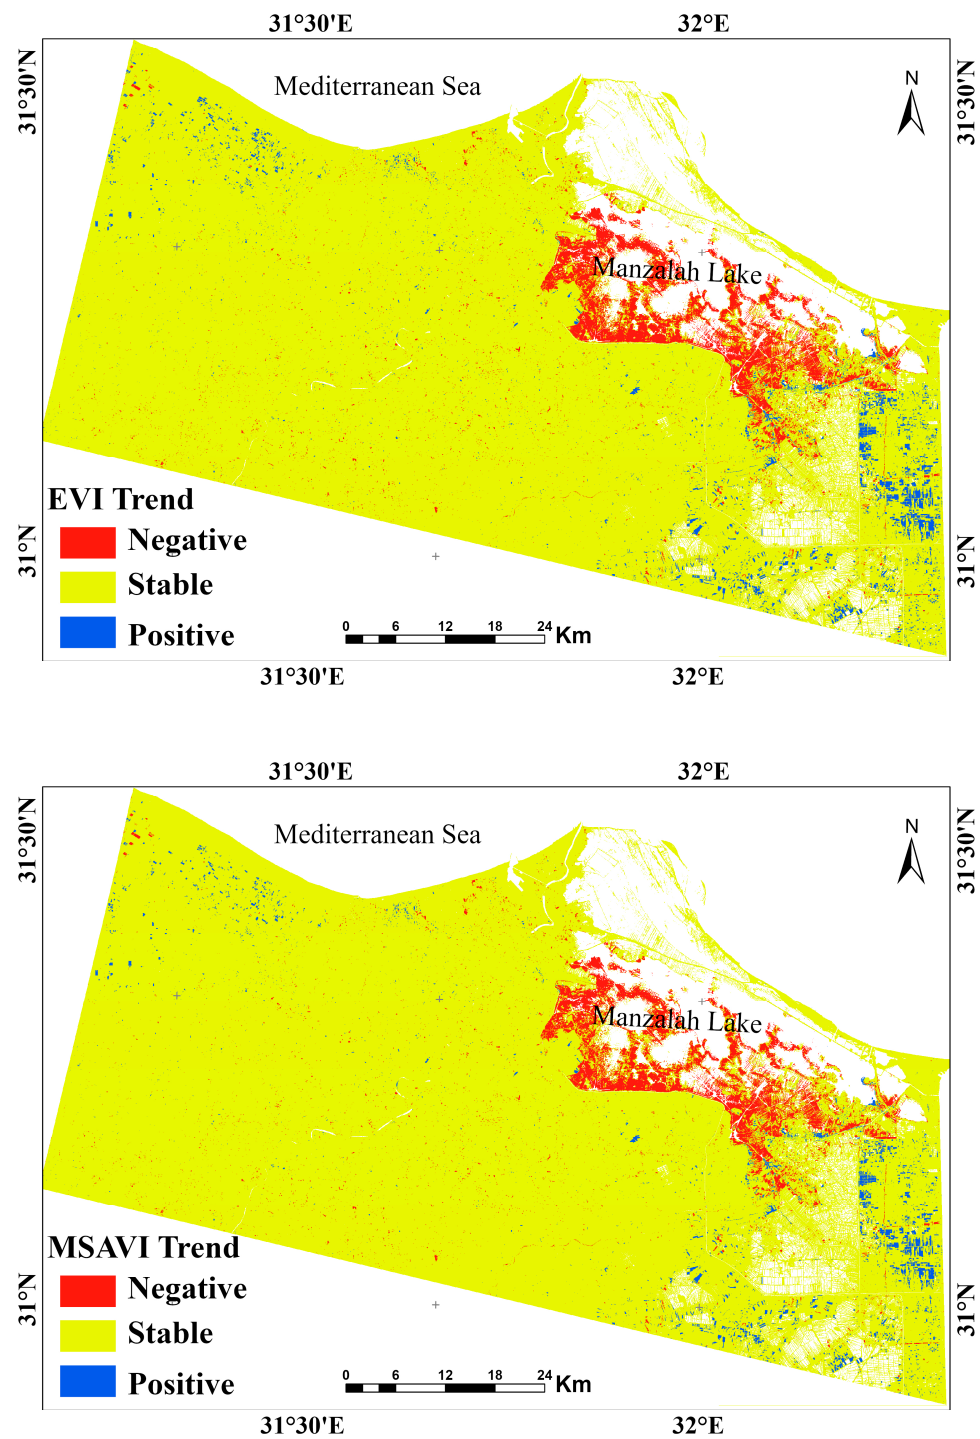 31°30'E 32°E
31°30'N 31°30'N
Mediterranean Sea
N
Manzalah Lake
EVI Trend
Negative
Stable
Positive
31°N 31°N
0 6 12 18 24 Km
31°30'E 32°E
31°30'E 32°E
31°30'N 31°30'N
Mediterranean Sea
N
Manzalah Lake
MSAVI Trend
Negative
Stable
Positive
31°N 31°N
0 6 12 18 24 Km
31°30'E 32°E